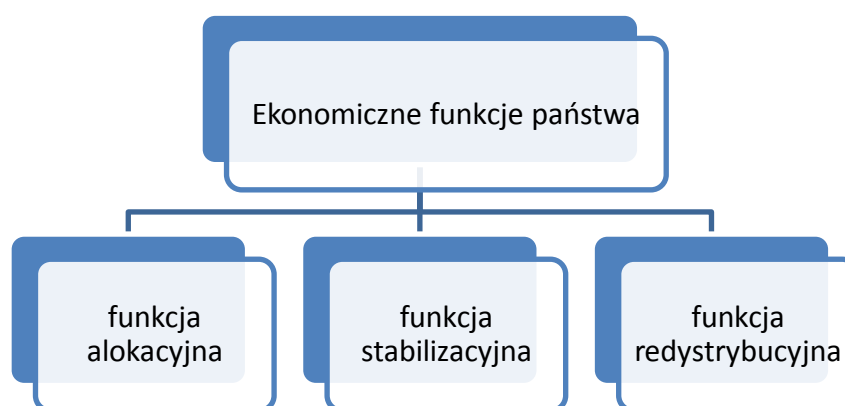 Ekonomiczne funkcje państwa
funkcja
alokacyjna
funkcja
stabilizacyjna
funkcja
redystrybucyjna